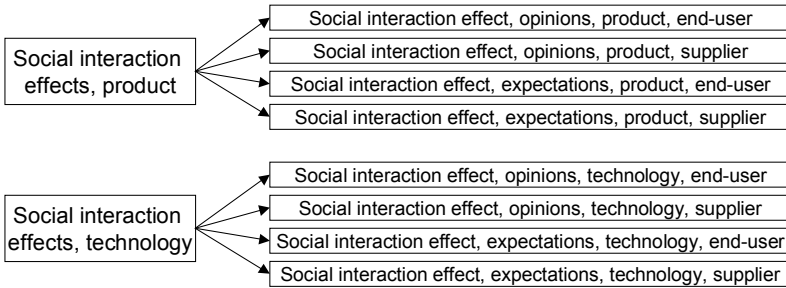 Social interaction effect, opinions, product, end-user
Social interaction effect, opinions, product, supplier
Social interaction
effects, product
Social interaction effect, expectations, product, end-user
Social interaction effect, expectations, product, supplier
Social interaction effect, opinions, technology, end-user
Social interaction effect, opinions, technology, supplier
Social interaction
effects, technology
Social interaction effect, expectations, technology, end-user
Social interaction effect, expectations, technology, supplier